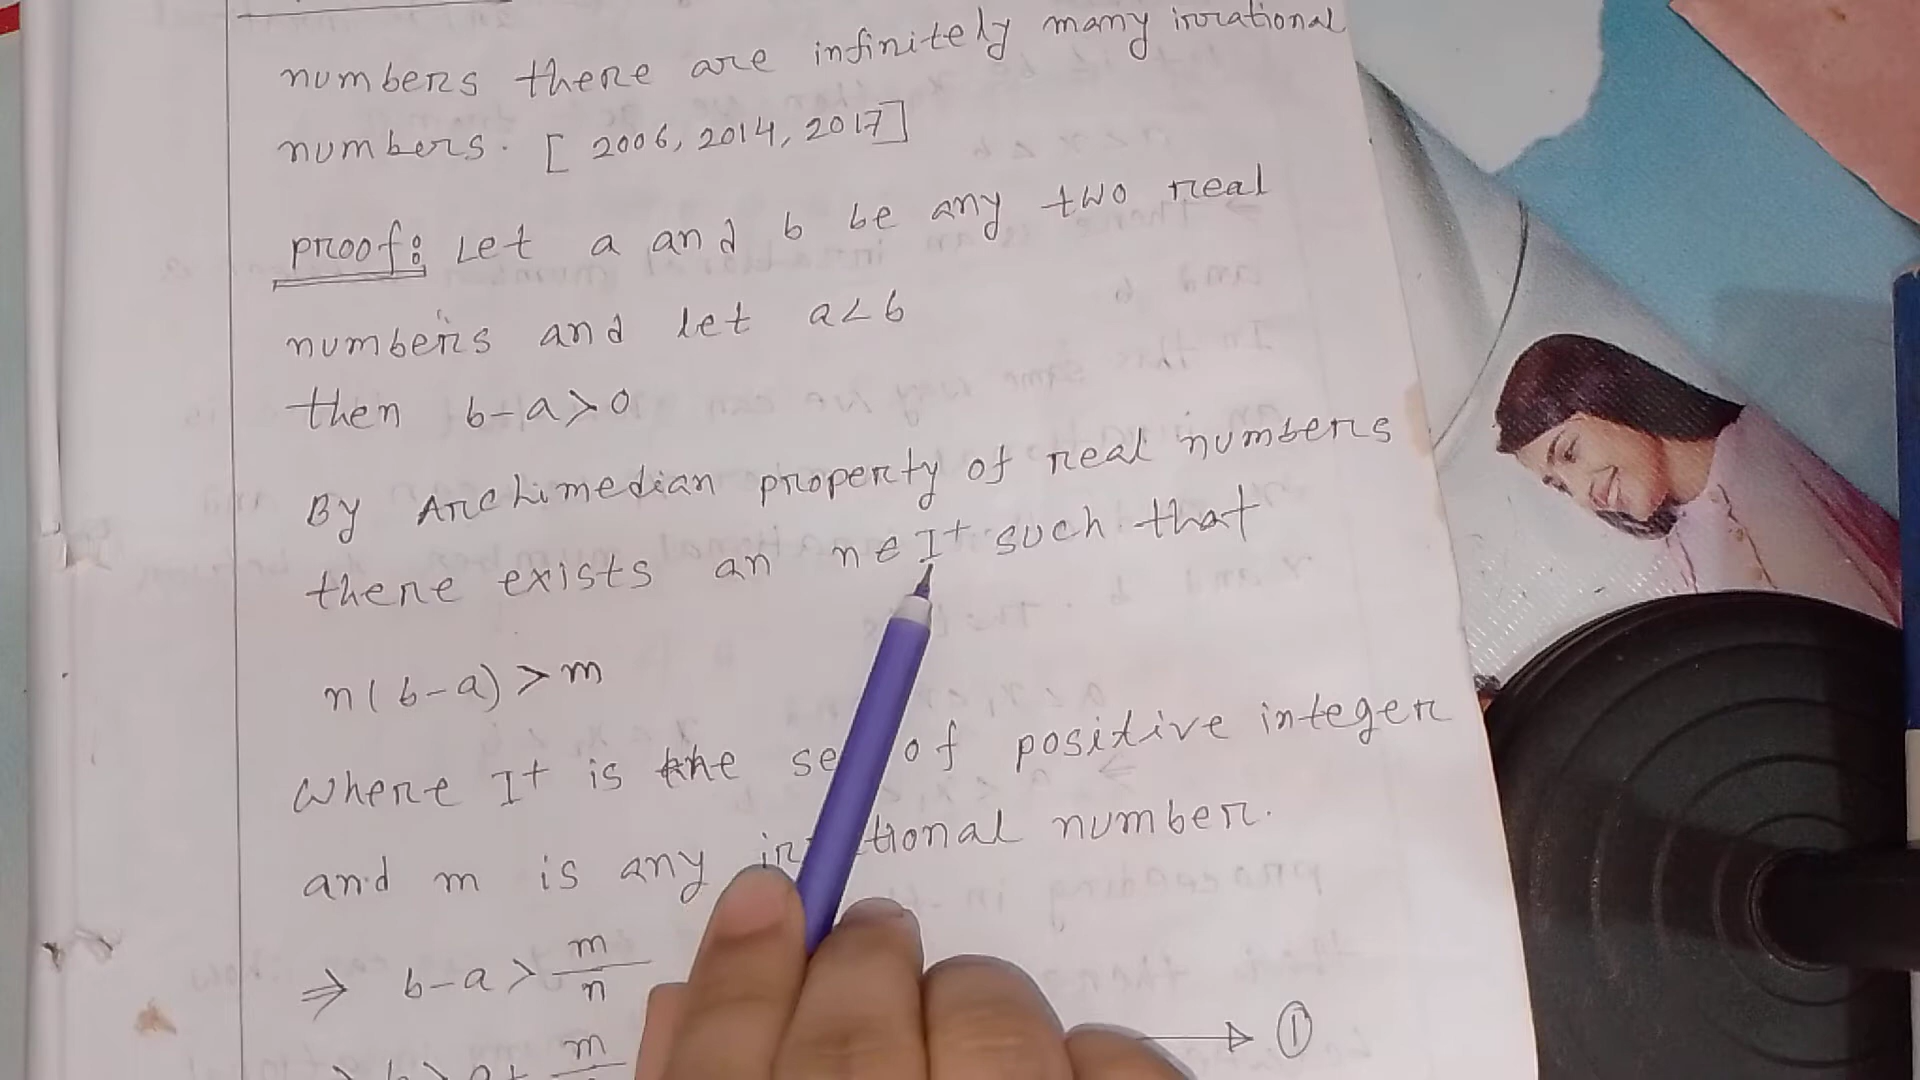 numbers there are infinitely many irrational
numbers. [2006, 2014, 2017]
proof: Let a and b be any two real
numbers and let a<b
then b-a>0
By Archimedian property of real numbers
there exists an n∈I+ such that
n(b-a)>m
where I+ is the of positive integer
and m is any number.
⇒ b-a> m/n
b>a+ m/
→ ①